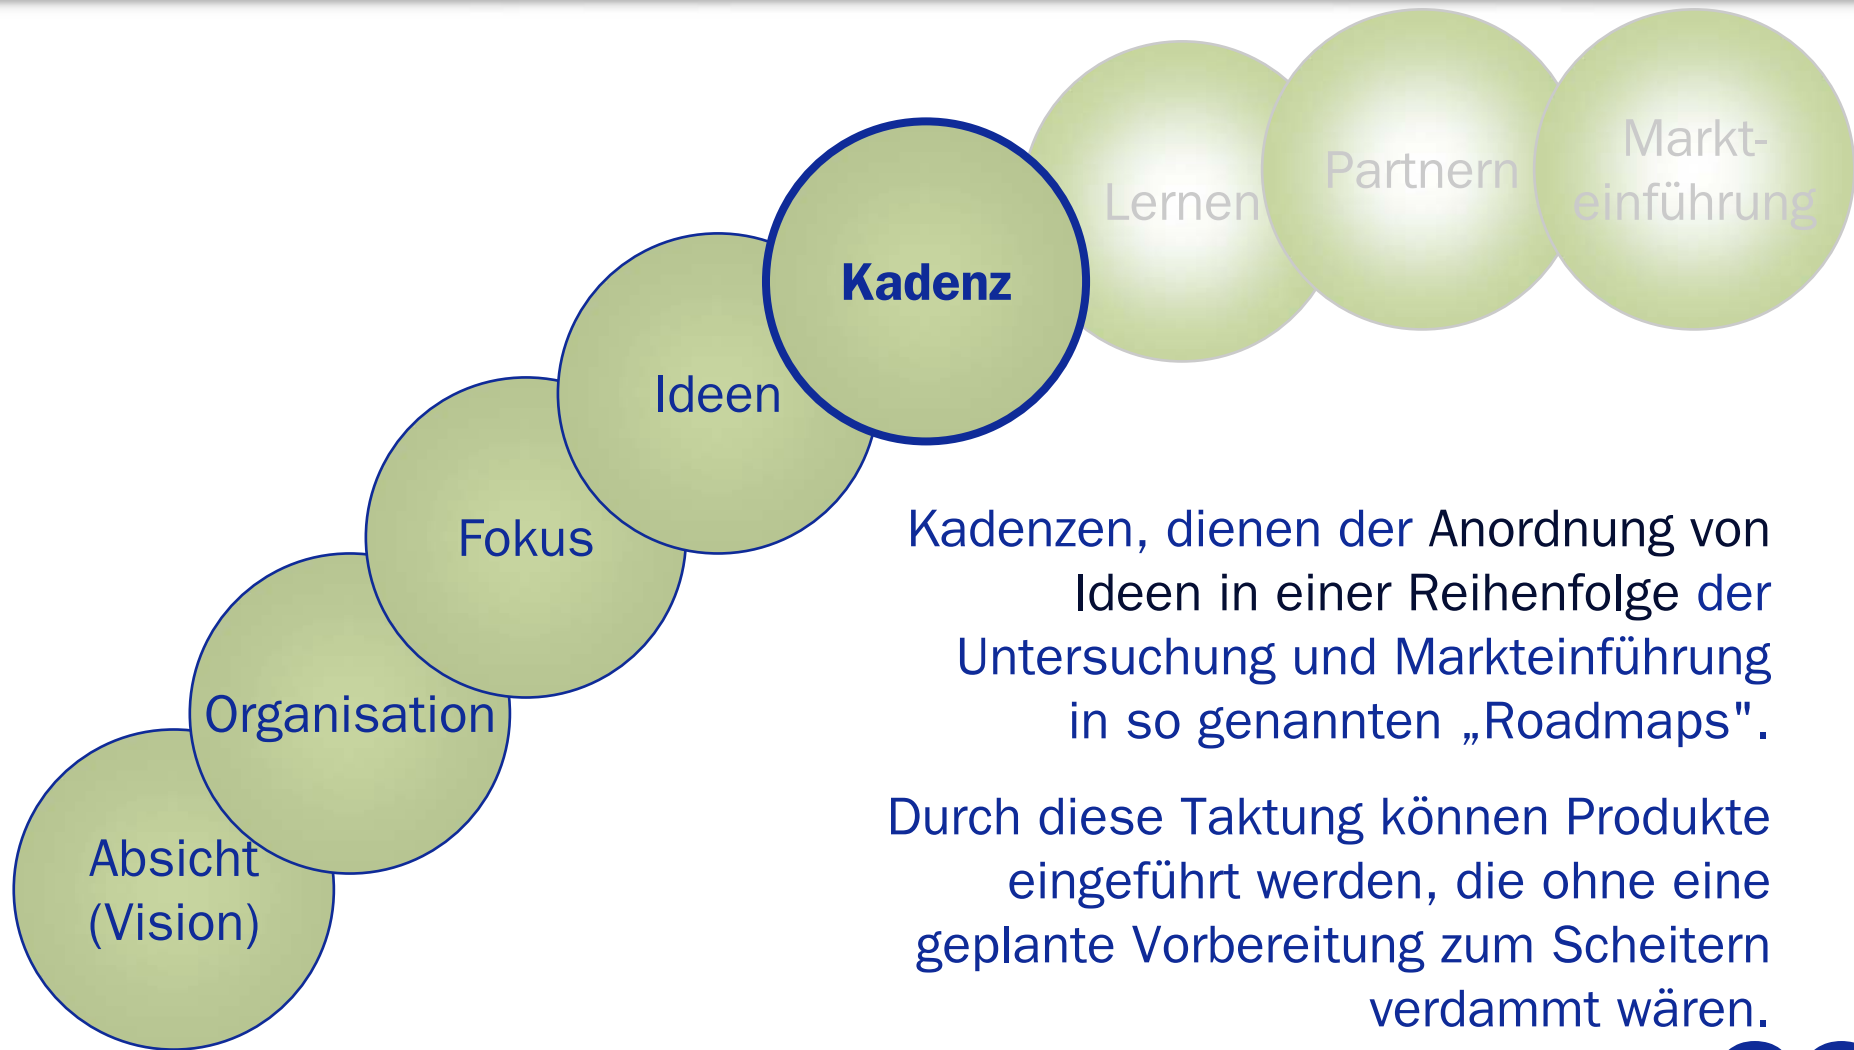 Absicht
(Vision)
Organisation
Fokus
Ideen
Kadenz
Lernen
Partnern
Markt-
einführung
Kadenzen, dienen der Anordnung von
Ideen in einer Reihenfolge der
Untersuchung und Markteinführung
in so genannten „Roadmaps".
Durch diese Taktung können Produkte
eingeführt werden, die ohne eine
geplante Vorbereitung zum Scheitern
verdammt wären.